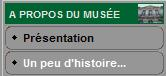 A PROPOS DU MUSÉE
Présentation
Un peu d'histoire...